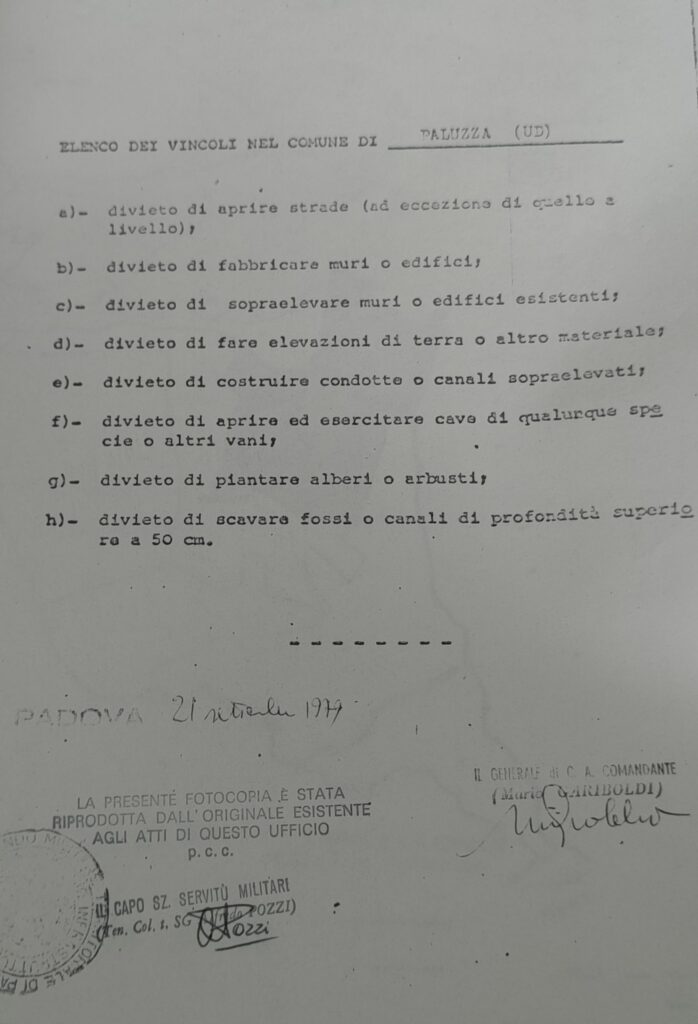 ELENCO DEI VINCOLI NEL COMUNE DI PALUZZA (UD)
a)- divieto di aprire strade (ad eccezione di quello a
livello);
b)- divieto di fabbricare muri o edifici;
c)- divieto di sopraelevare muri o edifici esistenti;
d)- divieto di fare elevazioni di terra o altro materiale;
e)- divieto di costruire condotte o canali sopraelevati;
f)- divieto di aprire ed esercitare cave di qualunque spe
cie o altri vani;
g)- divieto di piantare alberi o arbusti;
h)- divieto di scavare fossi o canali di profondità superio
re a 50 cm.
--------
PADOVA 21 settembre 1979
IL GENERALE di C. A. COMANDANTE
(Mario GARIBOLDI)
LA PRESENTE FOTOCOPIA È STATA
RIPRODOTTA DALL'ORIGINALE ESISTENTE
AGLI ATTI DI QUESTO UFFICIO
p. c. c.
IL CAPO SZ. SERVITÙ MILITARI
(Ten. Col. t. SG POZZI)
Pozzi